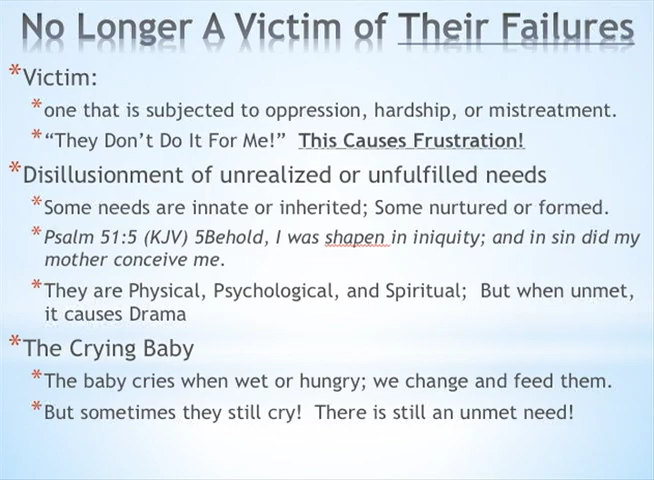 No Longer A Victim of Their Failures
* Victim:
* one that is subjected to oppression, hardship, or mistreatment.
* “They Don’t Do It For Me!” This Causes Frustration!
* Disillusionment of unrealized or unfulfilled needs
* Some needs are innate or inherited; Some nurtured or formed.
* Psalm 51:5 (KJV) 5Behold, I was shapen in iniquity; and in sin did my
mother conceive me.
* They are Physical, Psychological, and Spiritual; But when unmet,
it causes Drama
* The Crying Baby
* The baby cries when wet or hungry; we change and feed them.
* But sometimes they still cry! There is still an unmet need!